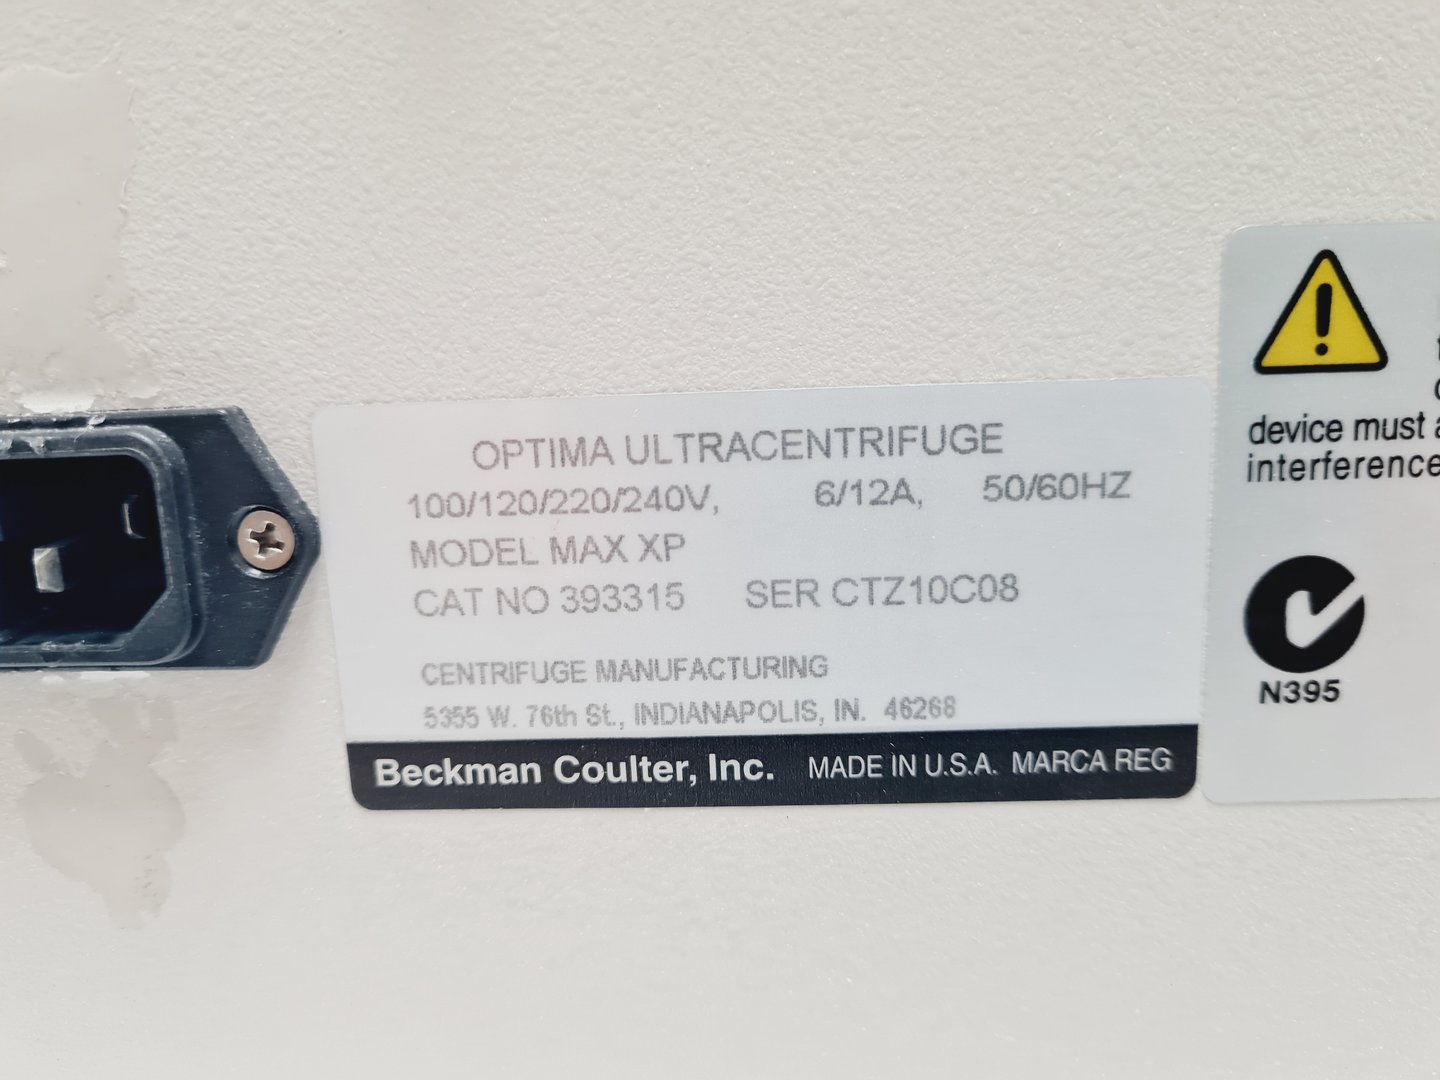 OPTIMA ULTRACENTRIFUGE
100/120/220/240V, 6/12A, 50/60HZ
MODEL MAX XP
CAT NO 393315 SER CTZ10C08
CENTRIFUGE MANUFACTURING
5355 W. 76th St., INDIANAPOLIS, IN. 46268
Beckman Coulter, Inc. MADE IN U.S.A. MARCA REG
device must
interference
N395